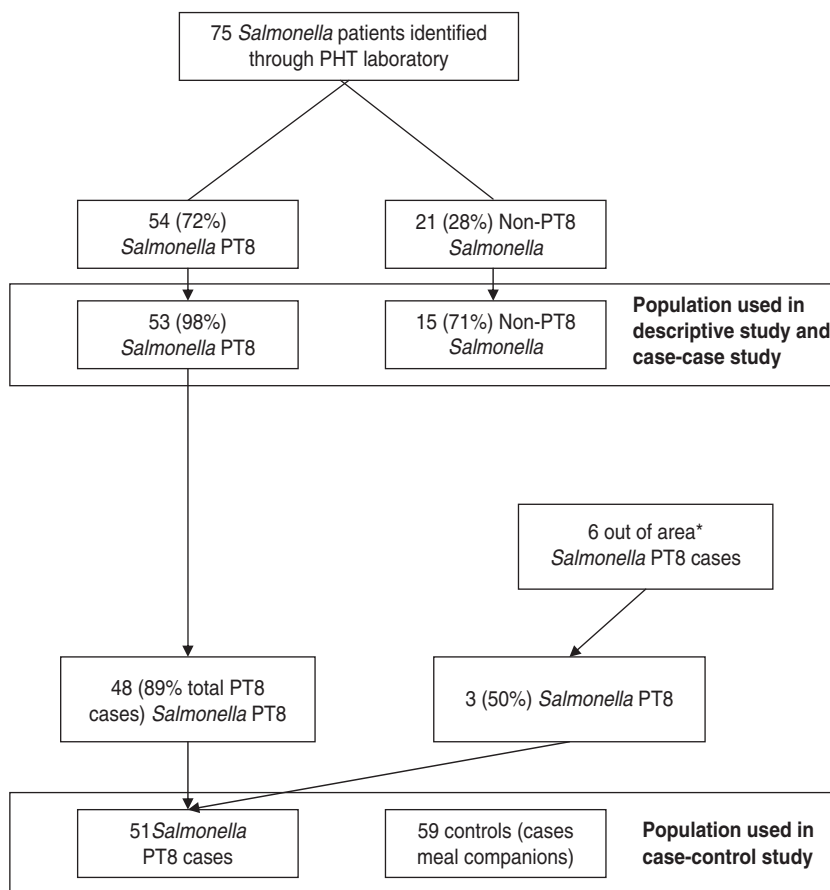 75 Salmonella patients identified
through PHT laboratory
54 (72%)
Salmonella PT8
21 (28%) Non-PT8
Salmonella
53 (98%)
Salmonella PT8
15 (71%) Non-PT8
Salmonella
Population used in
descriptive study and
case-case study
6 out of area*
Salmonella PT8 cases
48 (89% total PT8
cases) Salmonella PT8
3 (50%) Salmonella PT8
51Salmonella
PT8 cases
59 controls (cases
meal companions)
Population used in
case-control study